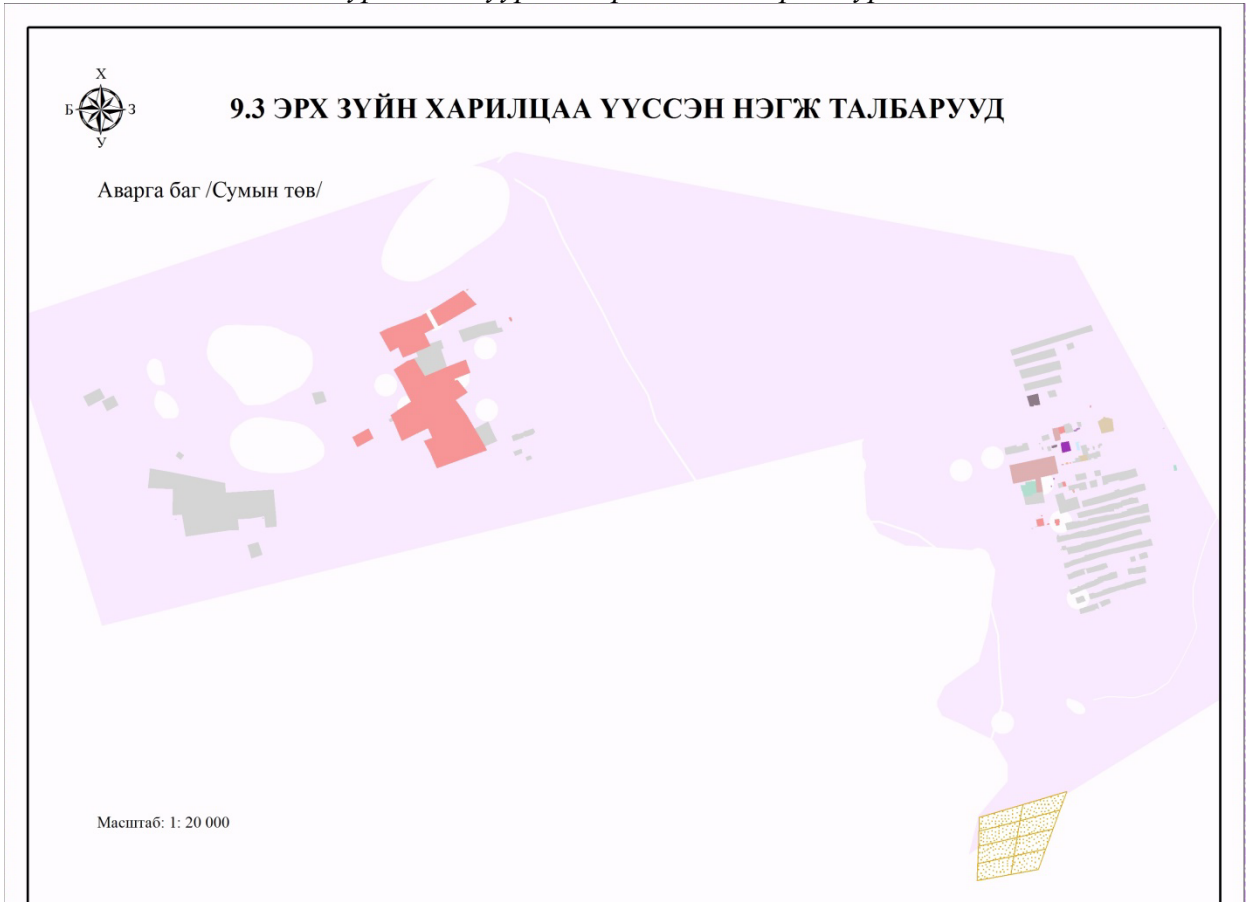 Х
Б З
У
9.3 ЭРХ ЗҮЙН ХАРИЛЦАА ҮҮССЭН НЭГЖ ТАЛБАРУУД
Аварга баг /Сумын төв/
Масштаб: 1: 20 000